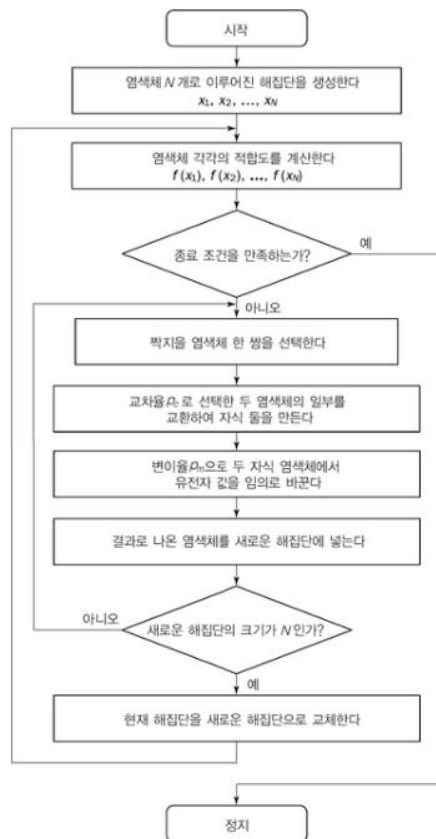 시작
염색체 N 개로 이루어진 해집단을 생성한다
x₁, x₂, ..., x_N
염색체 각각의 적합도를 계산한다
f (x₁), f (x₂), ..., f (x_N)
종료 조건을 만족하는가?
예
아니오
짝지을 염색체 한 쌍을 선택한다
교차율 p_c 로 선택한 두 염색체의 일부를
교환하여 자식 둘을 만든다
변이율 p_m으로 두 자식 염색체에서
유전자 값을 임의로 바꾼다
결과로 나온 염색체를 새로운 해집단에 넣는다
아니오
새로운 해집단의 크기가 N 인가?
예
현재 해집단을 새로운 해집단으로 교체한다
정지